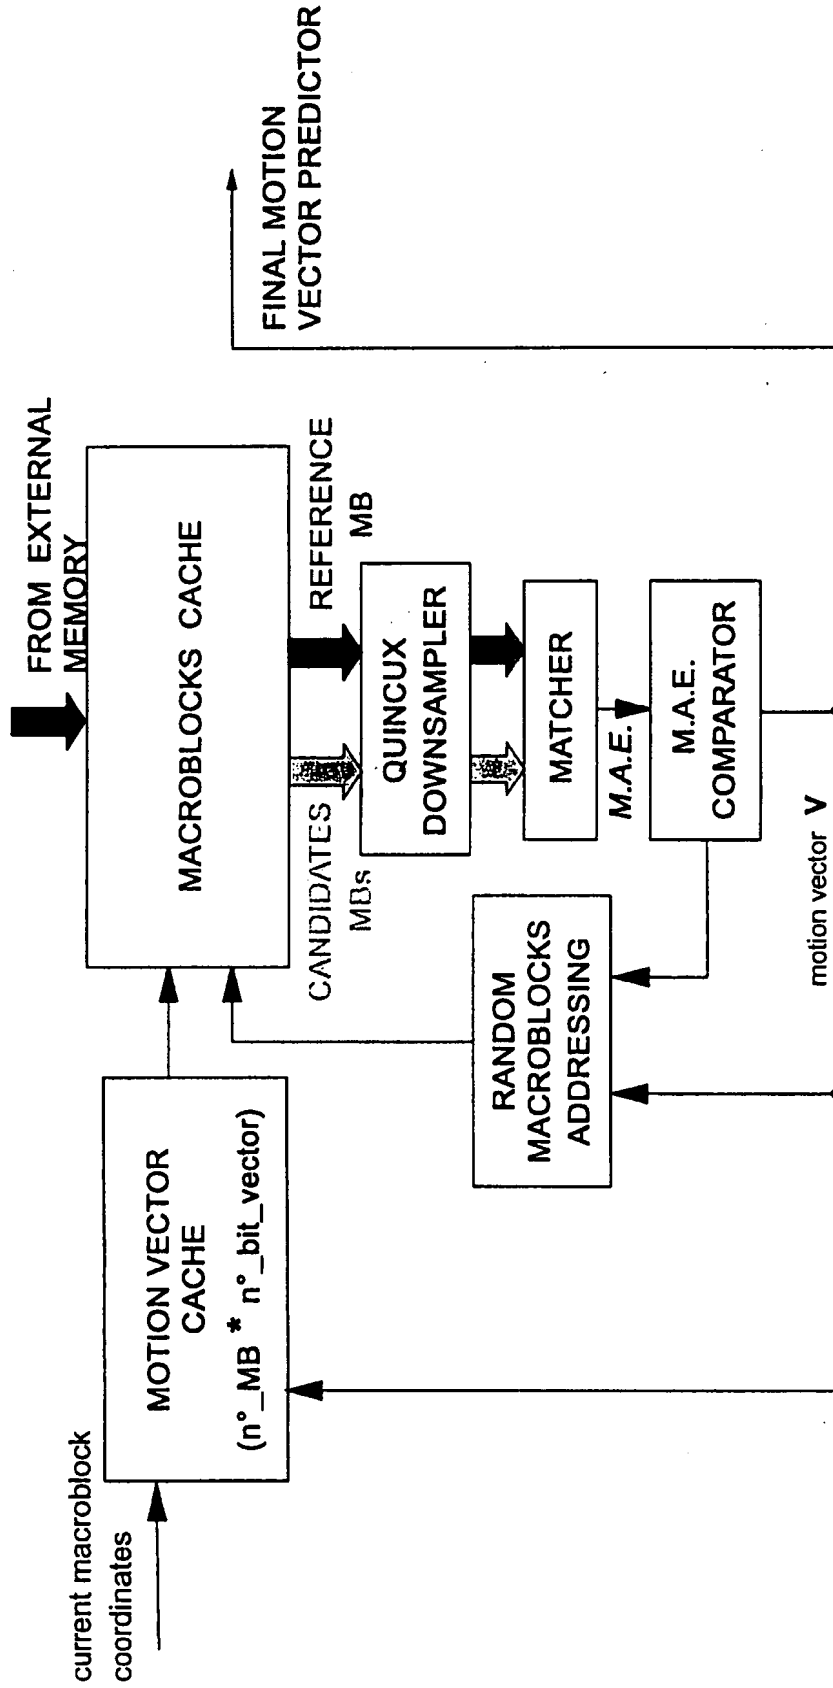 current macroblock
coordinates
MOTION VECTOR
CACHE
(n°_MB * n°_bit_vector)
FROM EXTERNAL
MEMORY
MACROBLOCKS CACHE
CANDIDATES
MBs
REFERENCE
MB
QUINCUX
DOWNSAMPLER
MATCHER
M.A.E.
M.A.E.
COMPARATOR
RANDOM
MACROBLOCKS
ADDRESSING
motion vector V
FINAL MOTION
VECTOR PREDICTOR